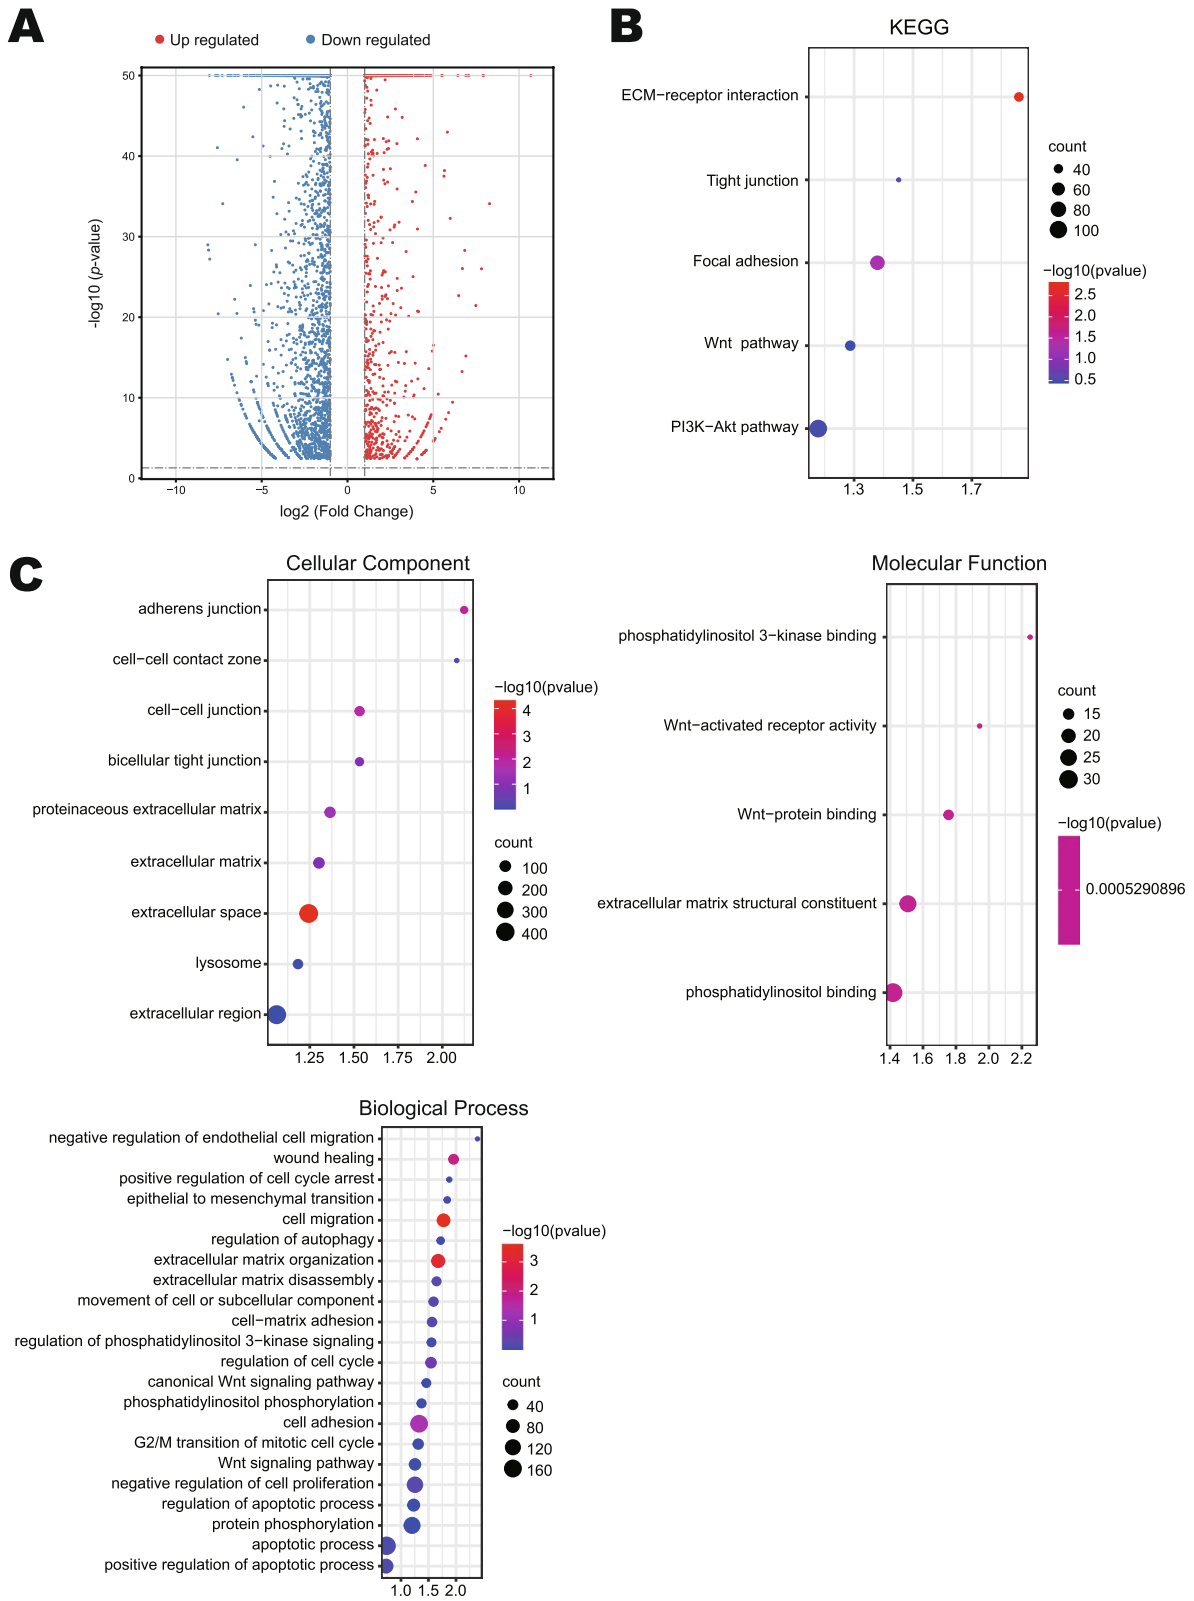 A
Up regulated
Down regulated
-log10 (p-value)
50
40
30
20
10
0
−10
−5
0
5
10
log2 (Fold Change)
B
KEGG
ECM−receptor interaction
Tight junction
Focal adhesion
Wnt  pathway
PI3K−Akt pathway
1.3
1.5
1.7
count
40
60
80
100
−log10(pvalue)
2.5
2.0
1.5
1.0
0.5
C
Cellular Component
adherens junction
cell−cell contact zone
cell−cell junction
bicellular tight junction
proteinaceous extracellular matrix
extracellular matrix
extracellular space
lysosome
extracellular region
1.25
1.50
1.75
2.00
−log10(pvalue)
4
3
2
1
count
100
200
300
400
Molecular Function
phosphatidylinositol 3−kinase binding
Wnt−activated receptor activity
Wnt−protein binding
extracellular matrix structural constituent
phosphatidylinositol binding
1.4
1.6
1.8
2.0
2.2
count
15
20
25
30
−log10(pvalue)
0.0005290896
Biological Process
negative regulation of endothelial cell migration
wound healing
positive regulation of cell cycle arrest
epithelial to mesenchymal transition
cell migration
regulation of autophagy
extracellular matrix organization
extracellular matrix disassembly
movement of cell or subcellular component
cell−matrix adhesion
regulation of phosphatidylinositol 3−kinase signaling
regulation of cell cycle
canonical Wnt signaling pathway
phosphatidylinositol phosphorylation
cell adhesion
G2/M transition of mitotic cell cycle
Wnt signaling pathway
negative regulation of cell proliferation
regulation of apoptotic process
protein phosphorylation
apoptotic process
positive regulation of apoptotic process
1.0
1.5
2.0
−log10(pvalue)
3
2
1
count
40
80
120
160